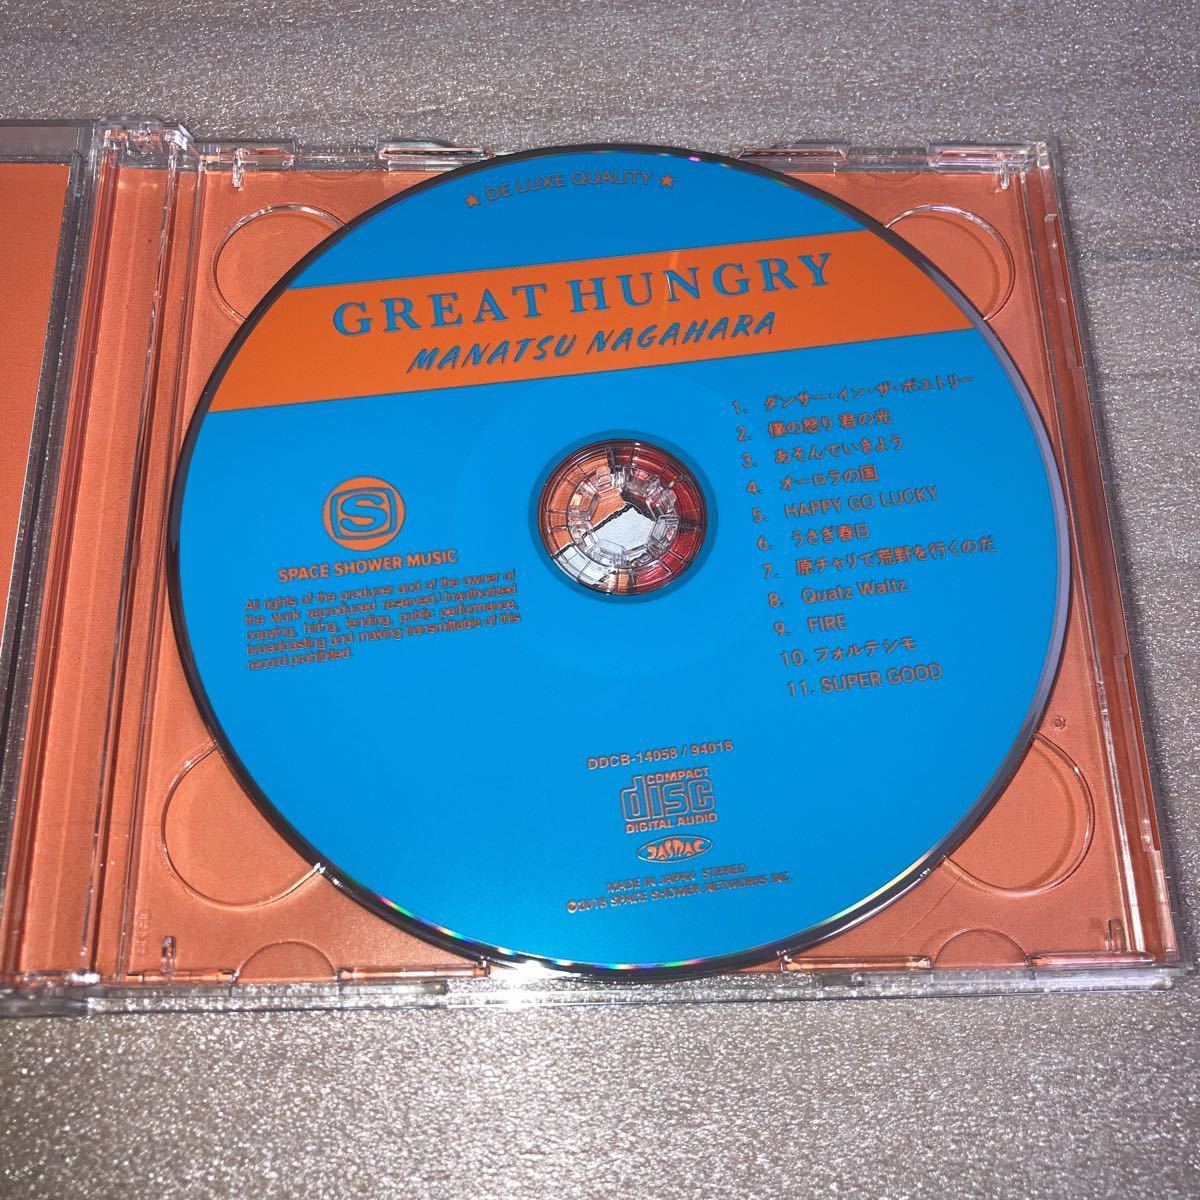 ★ DE LUXE QUALITY ★
GREAT HUNGRY
MANATSU NAGAHARA
1. ダンサー・イン・ザ・ポエトリー
2. 僕の怒り 君の光
3. あそんでいきよう
4. オーロラの国
5. HAPPY GO LUCKY
6. うさぎ春日
7. 原チャリで荒野を行くのだ
8. Quatz Waltz
9. FIRE
10. フォルテシモ
11. SUPER GOOD
S
SPACE SHOWER MUSIC
All rights of the producer and of the owner of
the work reproduced reserved.Unauthorized
copying, hiring, lending, public performance,
broadcasting and making transmittable of this
record prohibited.
DDCB-14058 / 94018
COMPACT
disc
DIGITAL AUDIO
JASRAC
MADE IN JAPAN STEREO
℗2018 SPACE SHOWER NETWORKS INC.